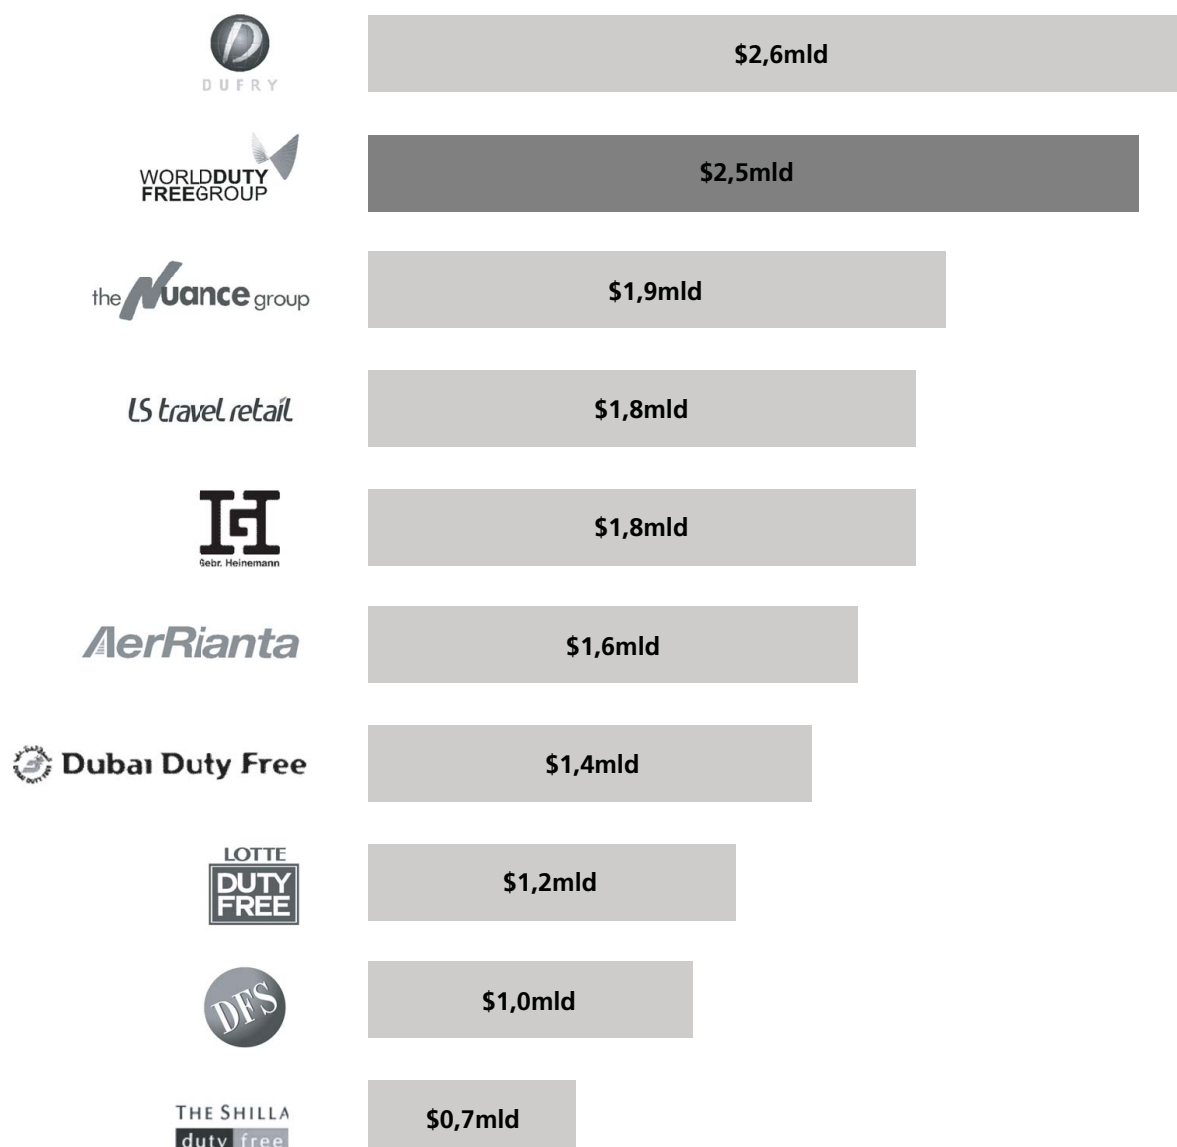 D
DUFRY
$2,6mld
WORLDDUTY
FREEGROUP
$2,5mld
the Nuance group
$1,9mld
LS travel retail
$1,8mld
Gebr. Heinemann
$1,8mld
AerRianta
$1,6mld
Dubai Duty Free
$1,4mld
LOTTE
DUTY
FREE
$1,2mld
DFS
$1,0mld
THE SHILLA
duty free
$0,7mld